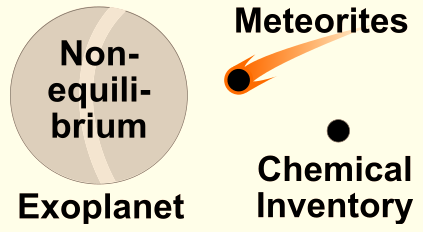 Non-
equili-
brium
Exoplanet
Meteorites
Chemical
Inventory